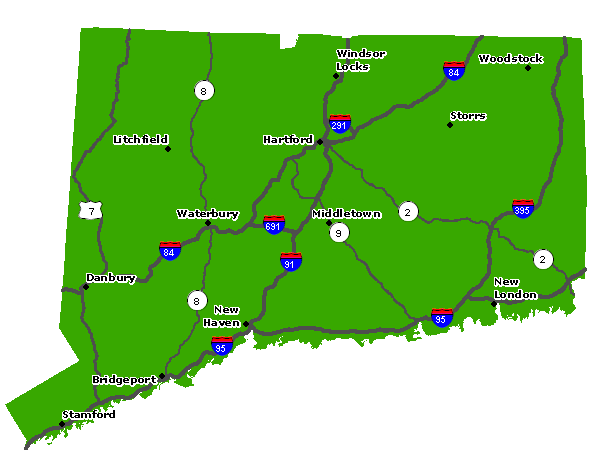 Windsor
Locks
Woodstock
84
8
Storrs
291
Hartford
Litchfield
7
Waterbury
Middletown
2
395
691
9
84
91
2
Danbury
New
London
8
New
Haven
95
95
Bridgeport
Stamford